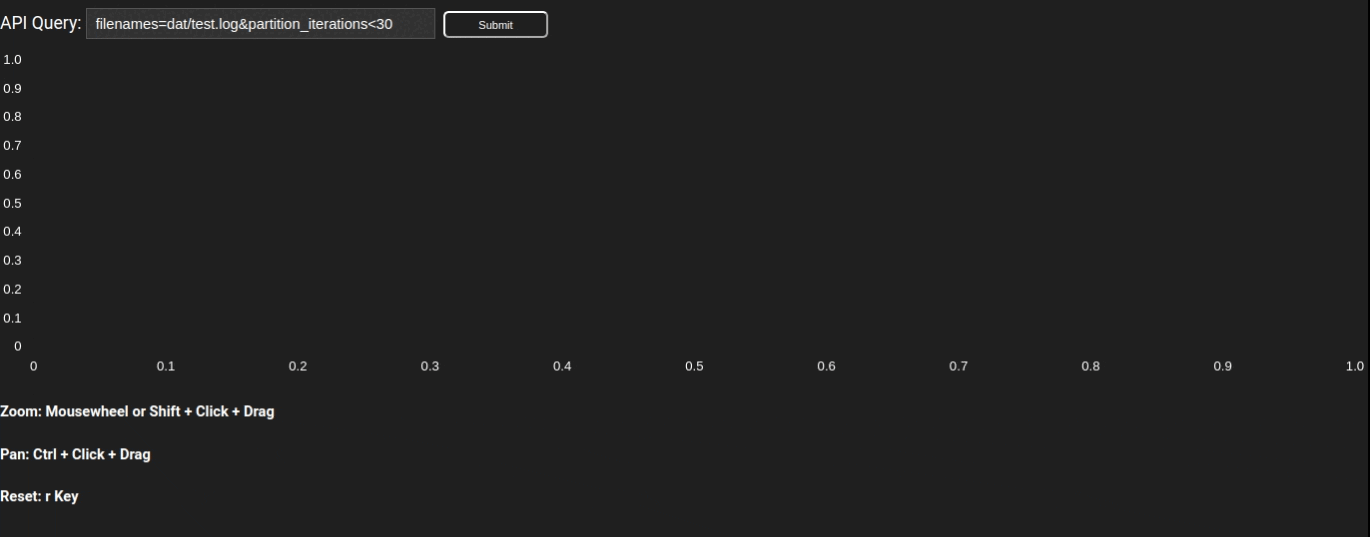 API Query: filenames=dat/test.log&partition_iterations<30 Submit
1.0
0.9
0.8
0.7
0.6
0.5
0.4
0.3
0.2
0.1
0
0 0.1 0.2 0.3 0.4 0.5 0.6 0.7 0.8 0.9 1.0
Zoom: Mousewheel or Shift + Click + Drag
Pan: Ctrl + Click + Drag
Reset: r Key